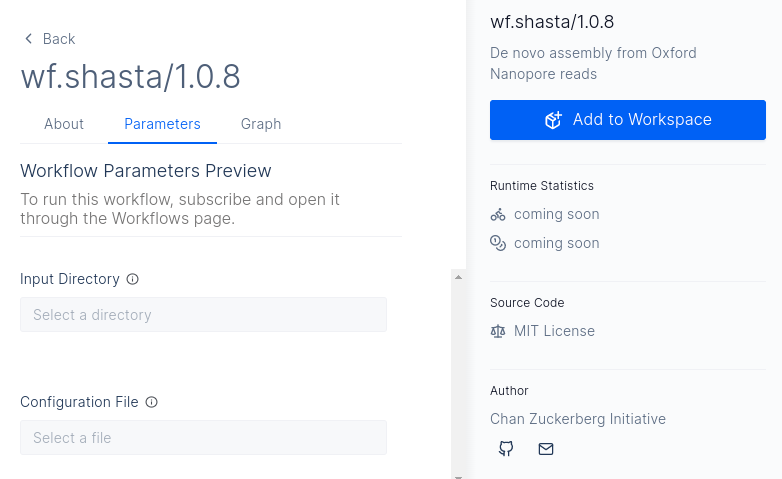 Back
wf.shasta/1.0.8
About Parameters Graph
Workflow Parameters Preview
To run this workflow, subscribe and open it
through the Workflows page.
Input Directory
Select a directory
Configuration File
Select a file
wf.shasta/1.0.8
De novo assembly from Oxford
Nanopore reads
Add to Workspace
Runtime Statistics
coming soon
coming soon
Source Code
MIT License
Author
Chan Zuckerberg Initiative